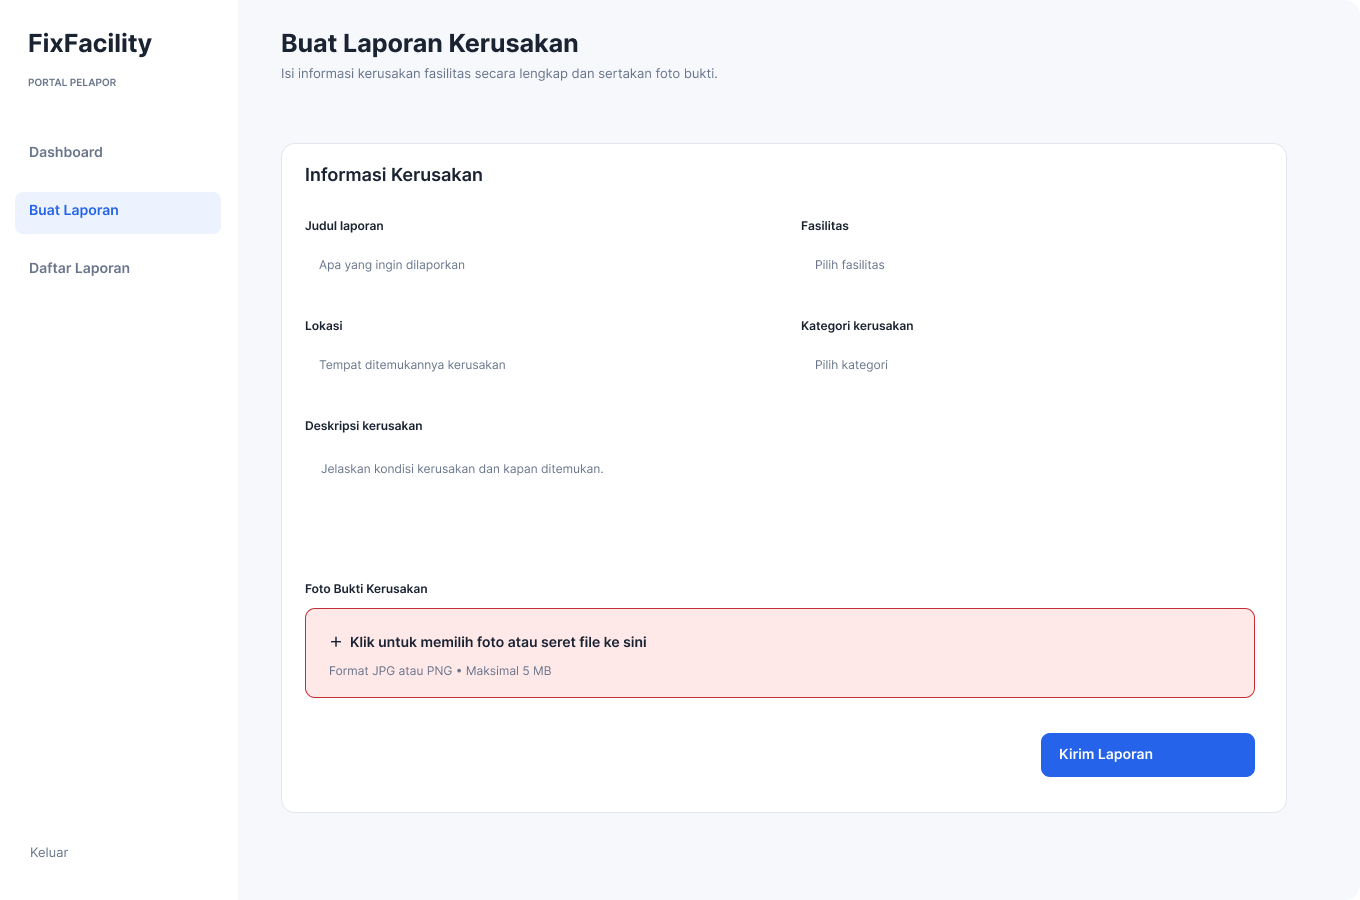 FixFacility
PORTAL PELAPOR
Dashboard
Buat Laporan
Daftar Laporan
Keluar
Buat Laporan Kerusakan
Isi informasi kerusakan fasilitas secara lengkap dan sertakan foto bukti.
Informasi Kerusakan
Judul laporan
Apa yang ingin dilaporkan
Fasilitas
Pilih fasilitas
Lokasi
Tempat ditemukannya kerusakan
Kategori kerusakan
Pilih kategori
Deskripsi kerusakan
Jelaskan kondisi kerusakan dan kapan ditemukan.
Foto Bukti Kerusakan
+ Klik untuk memilih foto atau seret file ke sini
Format JPG atau PNG • Maksimal 5 MB
Kirim Laporan